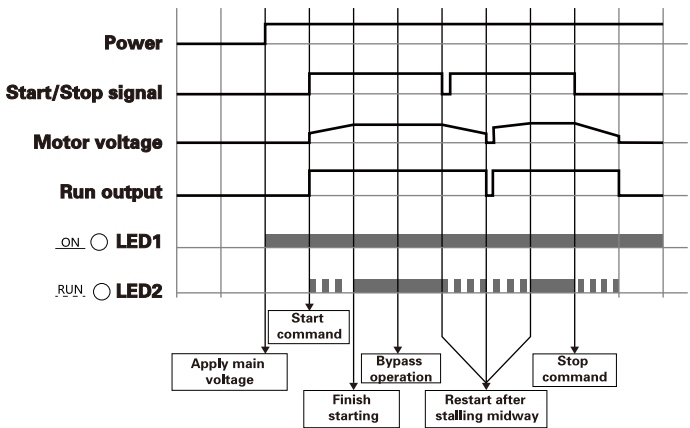 Power
Start/Stop signal
Motor voltage
Run output
ON LED1
RUN LED2
Start
command
Apply main
voltage
Bypass
operation
Stop
command
Finish
starting
Restart after
stalling midway